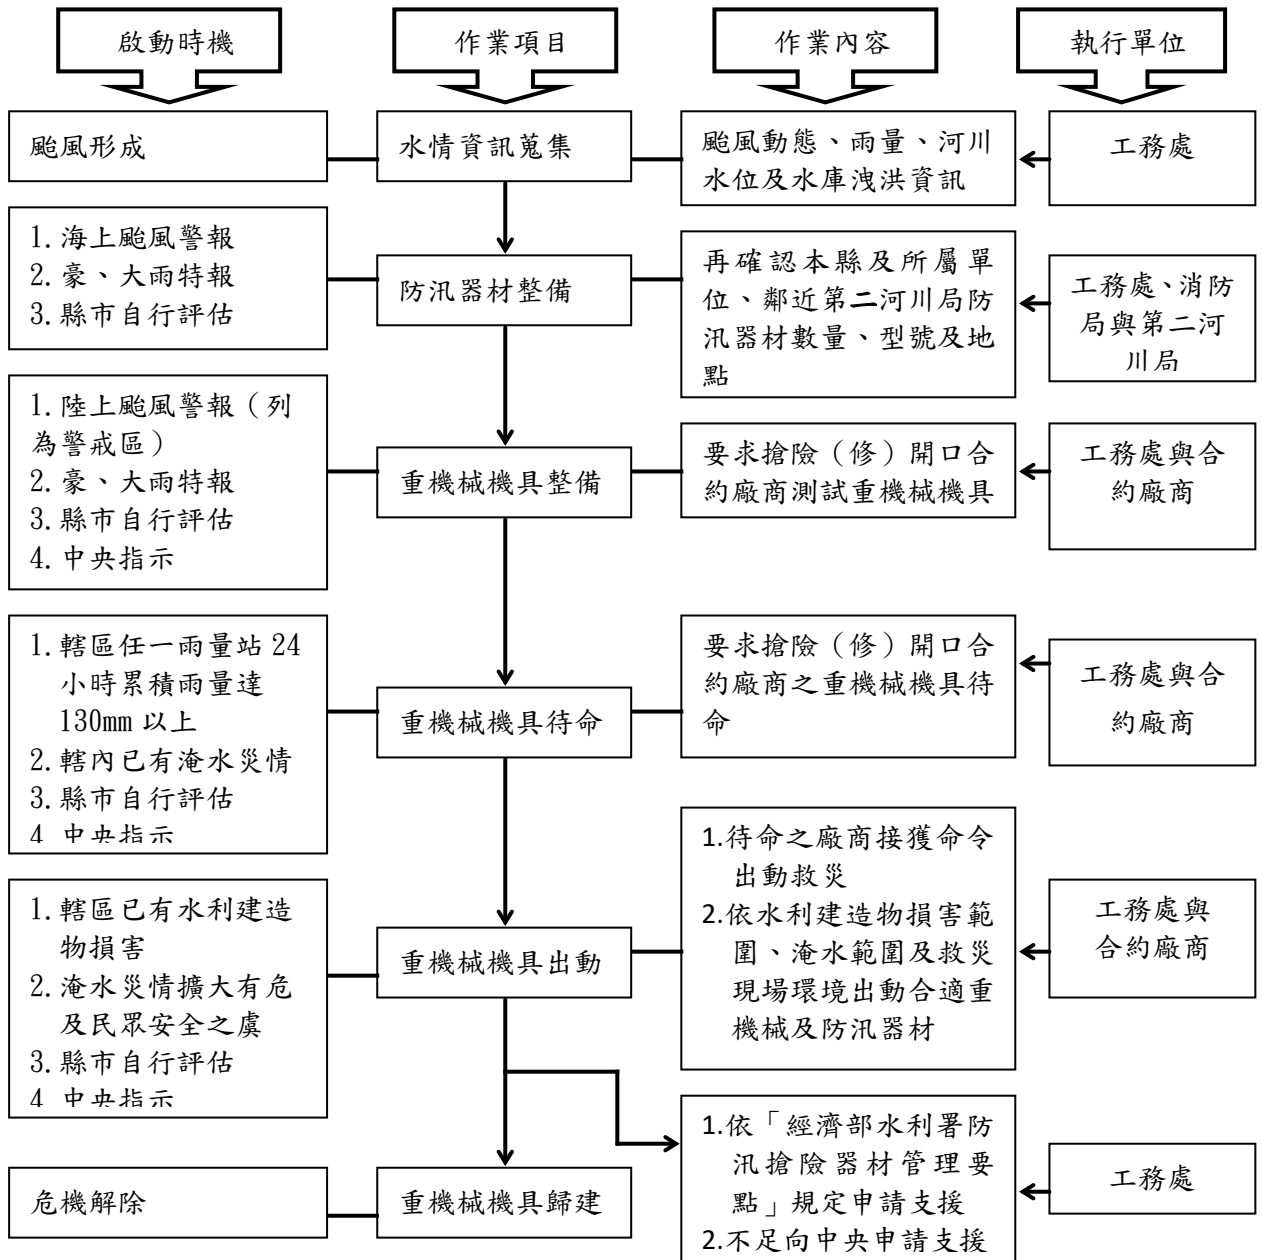 啟動時機
作業項目
作業內容
執行單位
颱風形成
水情資訊蒐集
颱風動態、雨量、河川
水位及水庫洩洪資訊
工務處
1.海上颱風警報
2.豪、大雨特報
3.縣市自行評估
防汛器材整備
再確認本縣及所屬單
位、鄰近第二河川局防
汛器材數量、型號及地
點
工務處、消防
局與第二河
川局
1.陸上颱風警報（列
為警戒區）
2.豪、大雨特報
3.縣市自行評估
4.中央指示
重機械機具整備
要求搶險（修）開口合
約廠商測試重機械機具
工務處與合
約廠商
1.轄區任一雨量站 24
小時累積雨量達
130mm 以上
2.轄內已有淹水災情
3.縣市自行評估
4.中央指示
重機械機具待命
要求搶險（修）開口合
約廠商之重機械機具待
命
工務處與合
約廠商
1.轄區已有水利建造
物損害
2.淹水災情擴大有危
及民眾安全之虞
3.縣市自行評估
4.中央指示
重機械機具出動
1.待命之廠商接獲命令
出動救災
2.依水利建造物損害範
圍、淹水範圍及救災
現場環境出動合適重
機械及防汛器材
工務處與
合約廠商
危機解除
重機械機具歸建
1.依「經濟部水利署防
汛搶險器材管理要
點」規定申請支援
2.不足向中央申請支援
工務處